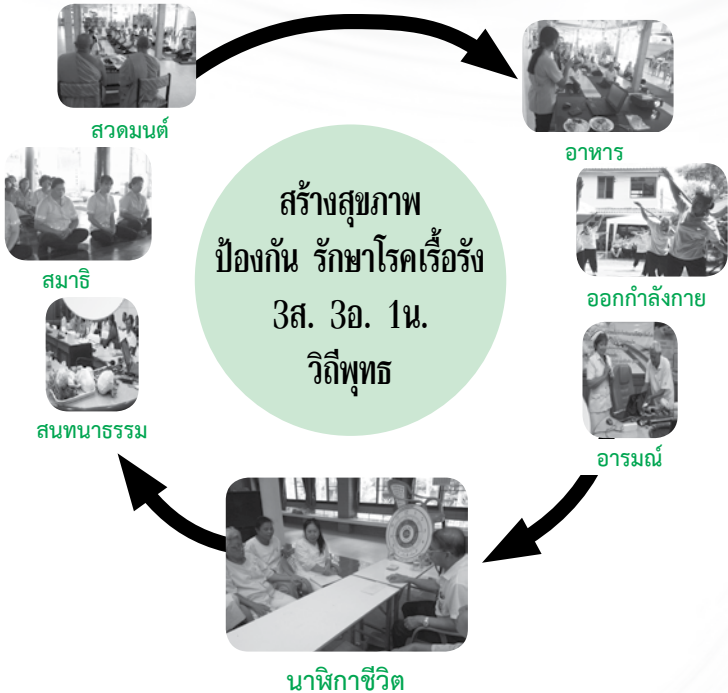 สวดมนต์
อาหาร
สร้างสุขภาพ
ป้องกัน รักษาโรคเรื้อรัง
3ส. 3อ. 1น.
วิถีพุทธ
สมาธิ
ออกกำลังกาย
สนทนาธรรม
อารมณ์
นาฬิกาชีวิต